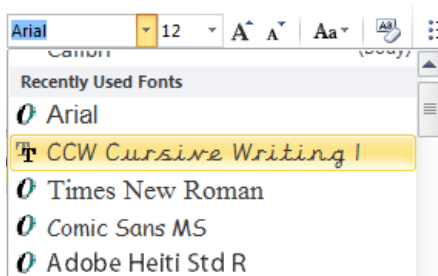 Arial 12 A A Aa
Calibri (Body)
Recently Used Fonts
Arial
CCW Cursive Writing 1
Times New Roman
Comic Sans MS
Adobe Heiti Std R